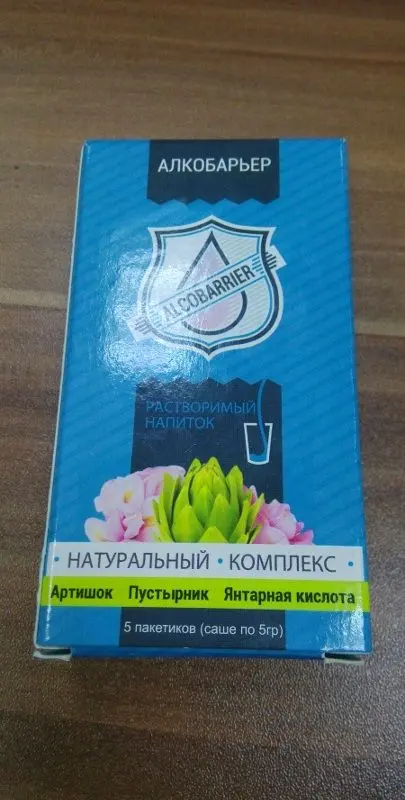 АЛКОБАРЬЕР
ALCOBARRIER
РАСТВОРИМЫЙ
НАПИТОК
· НАТУРАЛЬНЫЙ · КОМПЛЕКС ·
Артишок Пустырник Янтарная кислота
5 пакетиков (саше по 5гр)